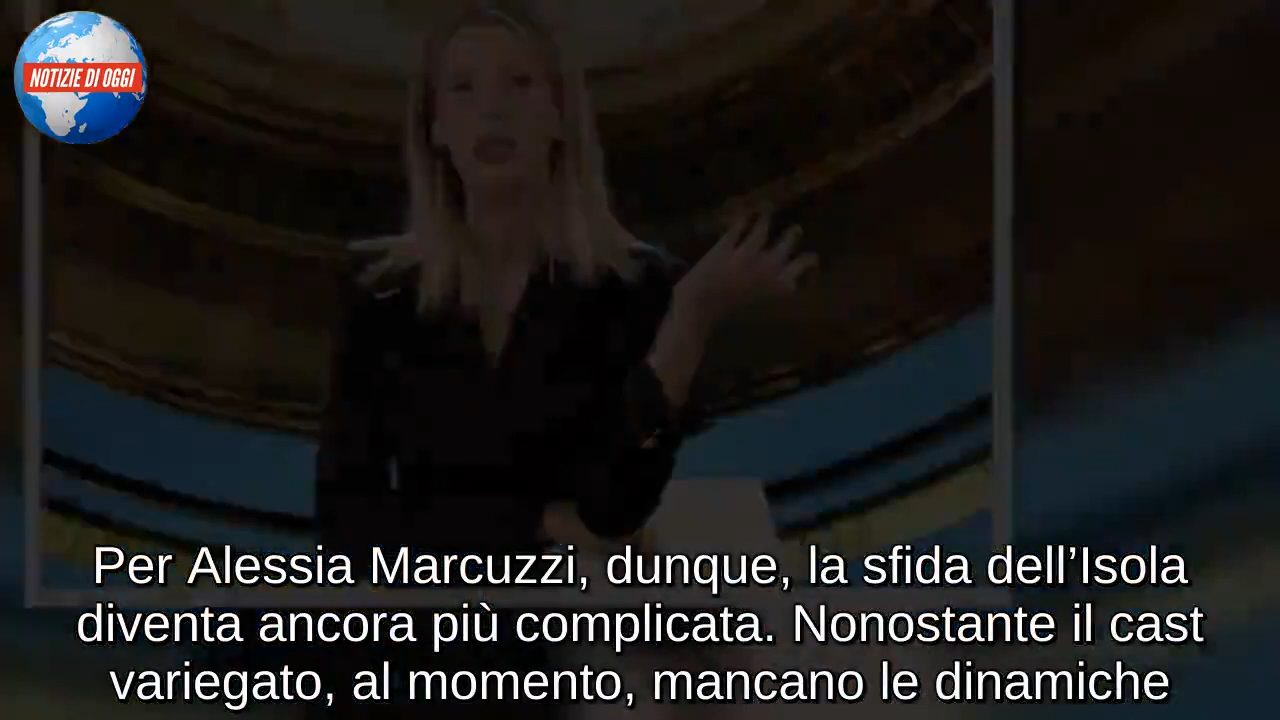 NOTIZIE DI OGGI
Per Alessia Marcuzzi, dunque, la sfida dell’Isola
diventa ancora più complicata. Nonostante il cast
variegato, al momento, mancano le dinamiche